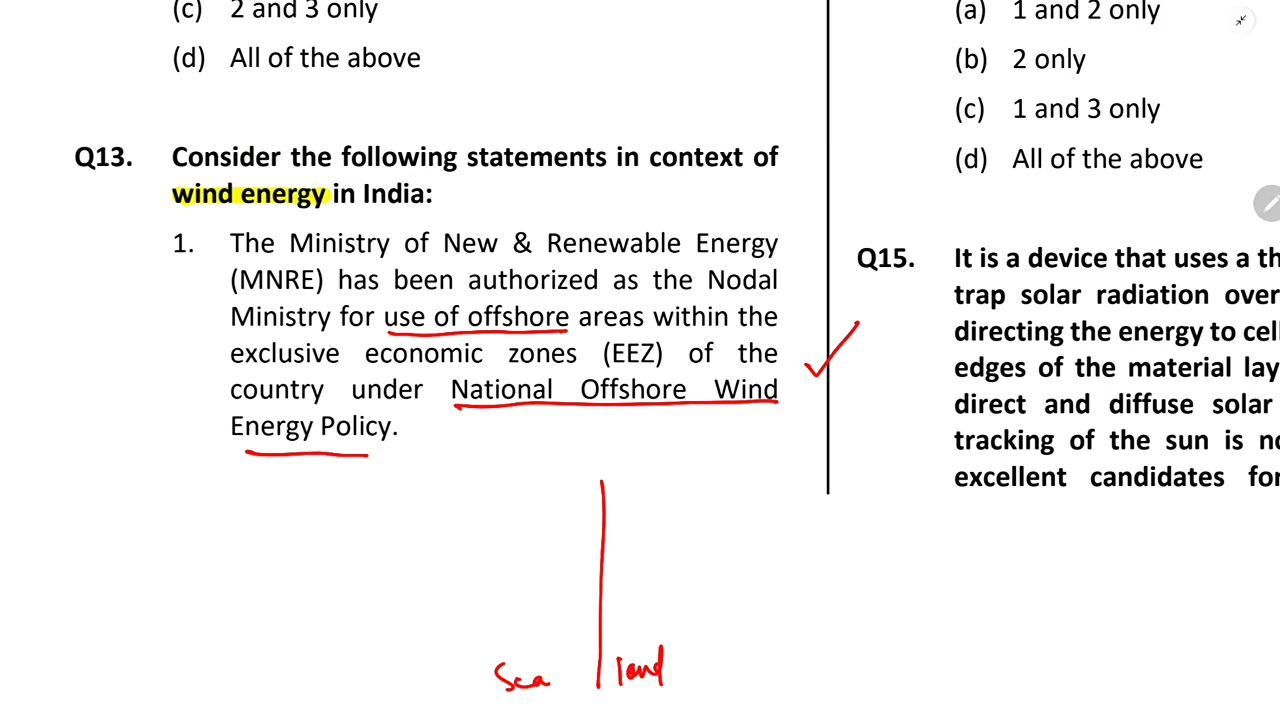 (c) 2 and 3 only
(d) All of the above
Q13. Consider the following statements in context of
wind energy in India:
1. The Ministry of New & Renewable Energy
(MNRE) has been authorized as the Nodal
Ministry for use of offshore areas within the
exclusive economic zones (EEZ) of the
country under National Offshore Wind
Energy Policy.
Sea land
(a) 1 and 2 only
(b) 2 only
(c) 1 and 3 only
(d) All of the above
Q15. It is a device that uses a th
trap solar radiation over
directing the energy to cell
edges of the material lay
direct and diffuse solar
tracking of the sun is no
excellent candidates for